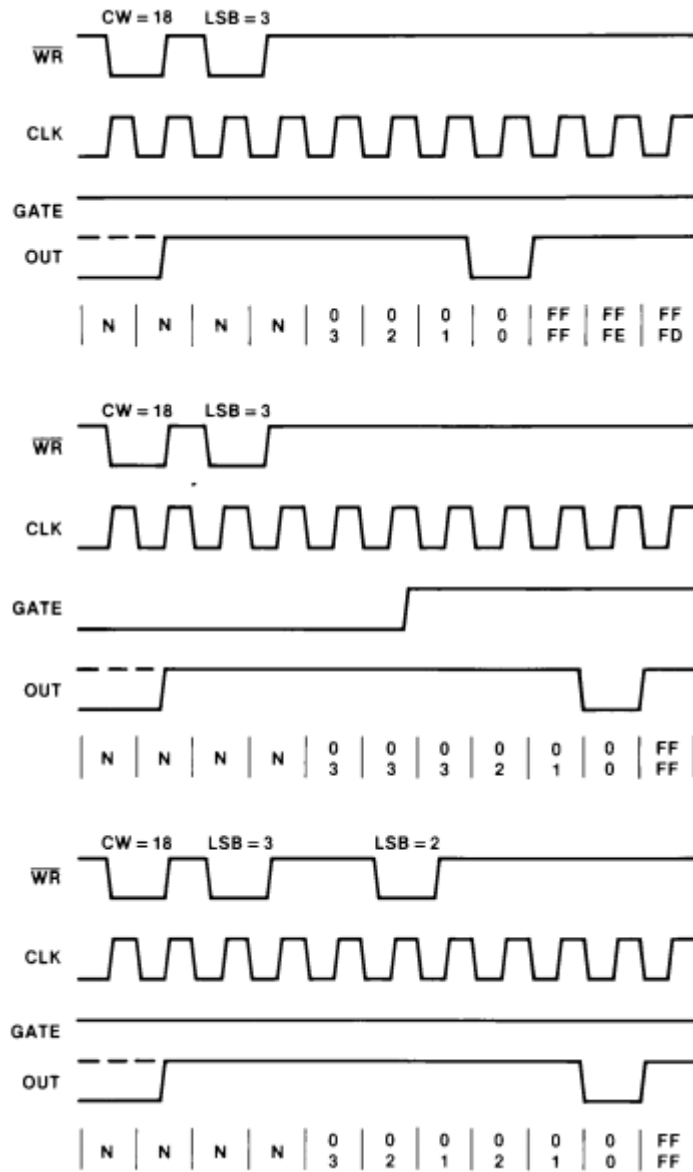 CW = 18 LSB = 3
WR
CLK
GATE
OUT
N N N N 0 0 0 0 FF FF FF
3 2 1 0 FF FE FD
CW = 18 LSB = 3
WR
CLK
GATE
OUT
N N N N 0 0 0 0 0 0 FF
3 3 3 2 1 0 FF
CW = 18 LSB = 3 LSB = 2
WR
CLK
GATE
OUT
N N N N 0 0 0 0 0 0 FF
3 2 1 2 1 0 FF